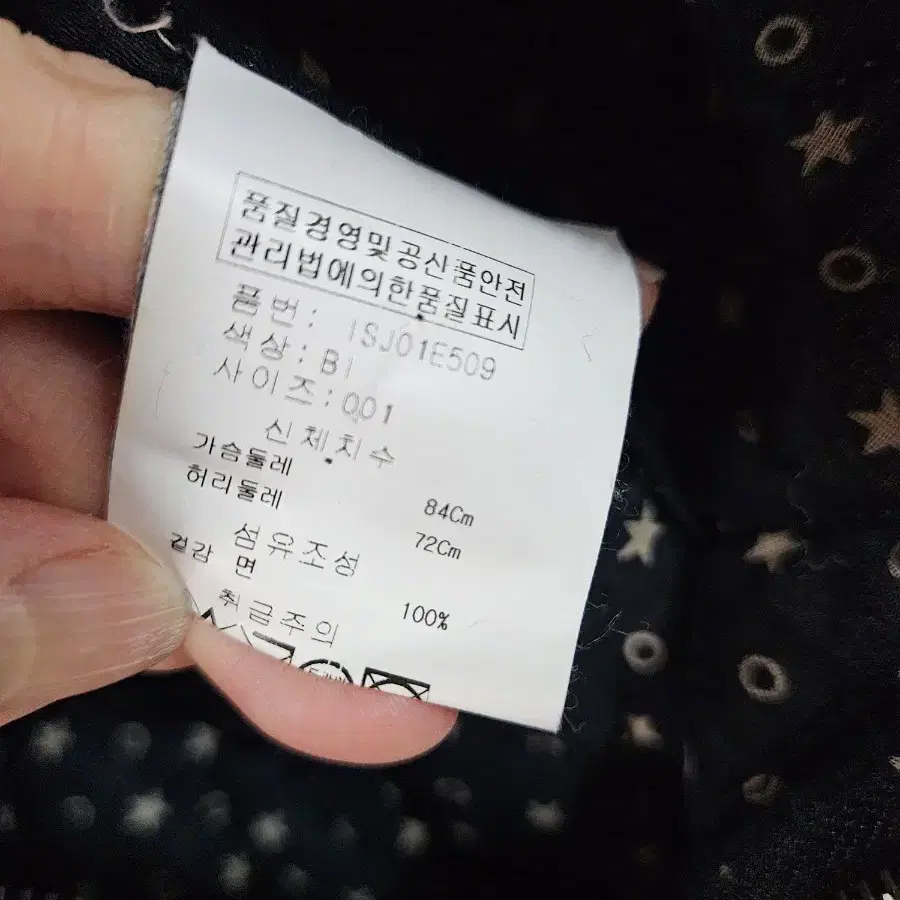 품질경영및공산품안전
관리법에의한품질표시
품번: ISJ01E509
색상: BI
사이즈: 001
신체치수
가슴둘레 84Cm
허리둘레 72Cm
섬유조성
겉감 면 100%
취급주의